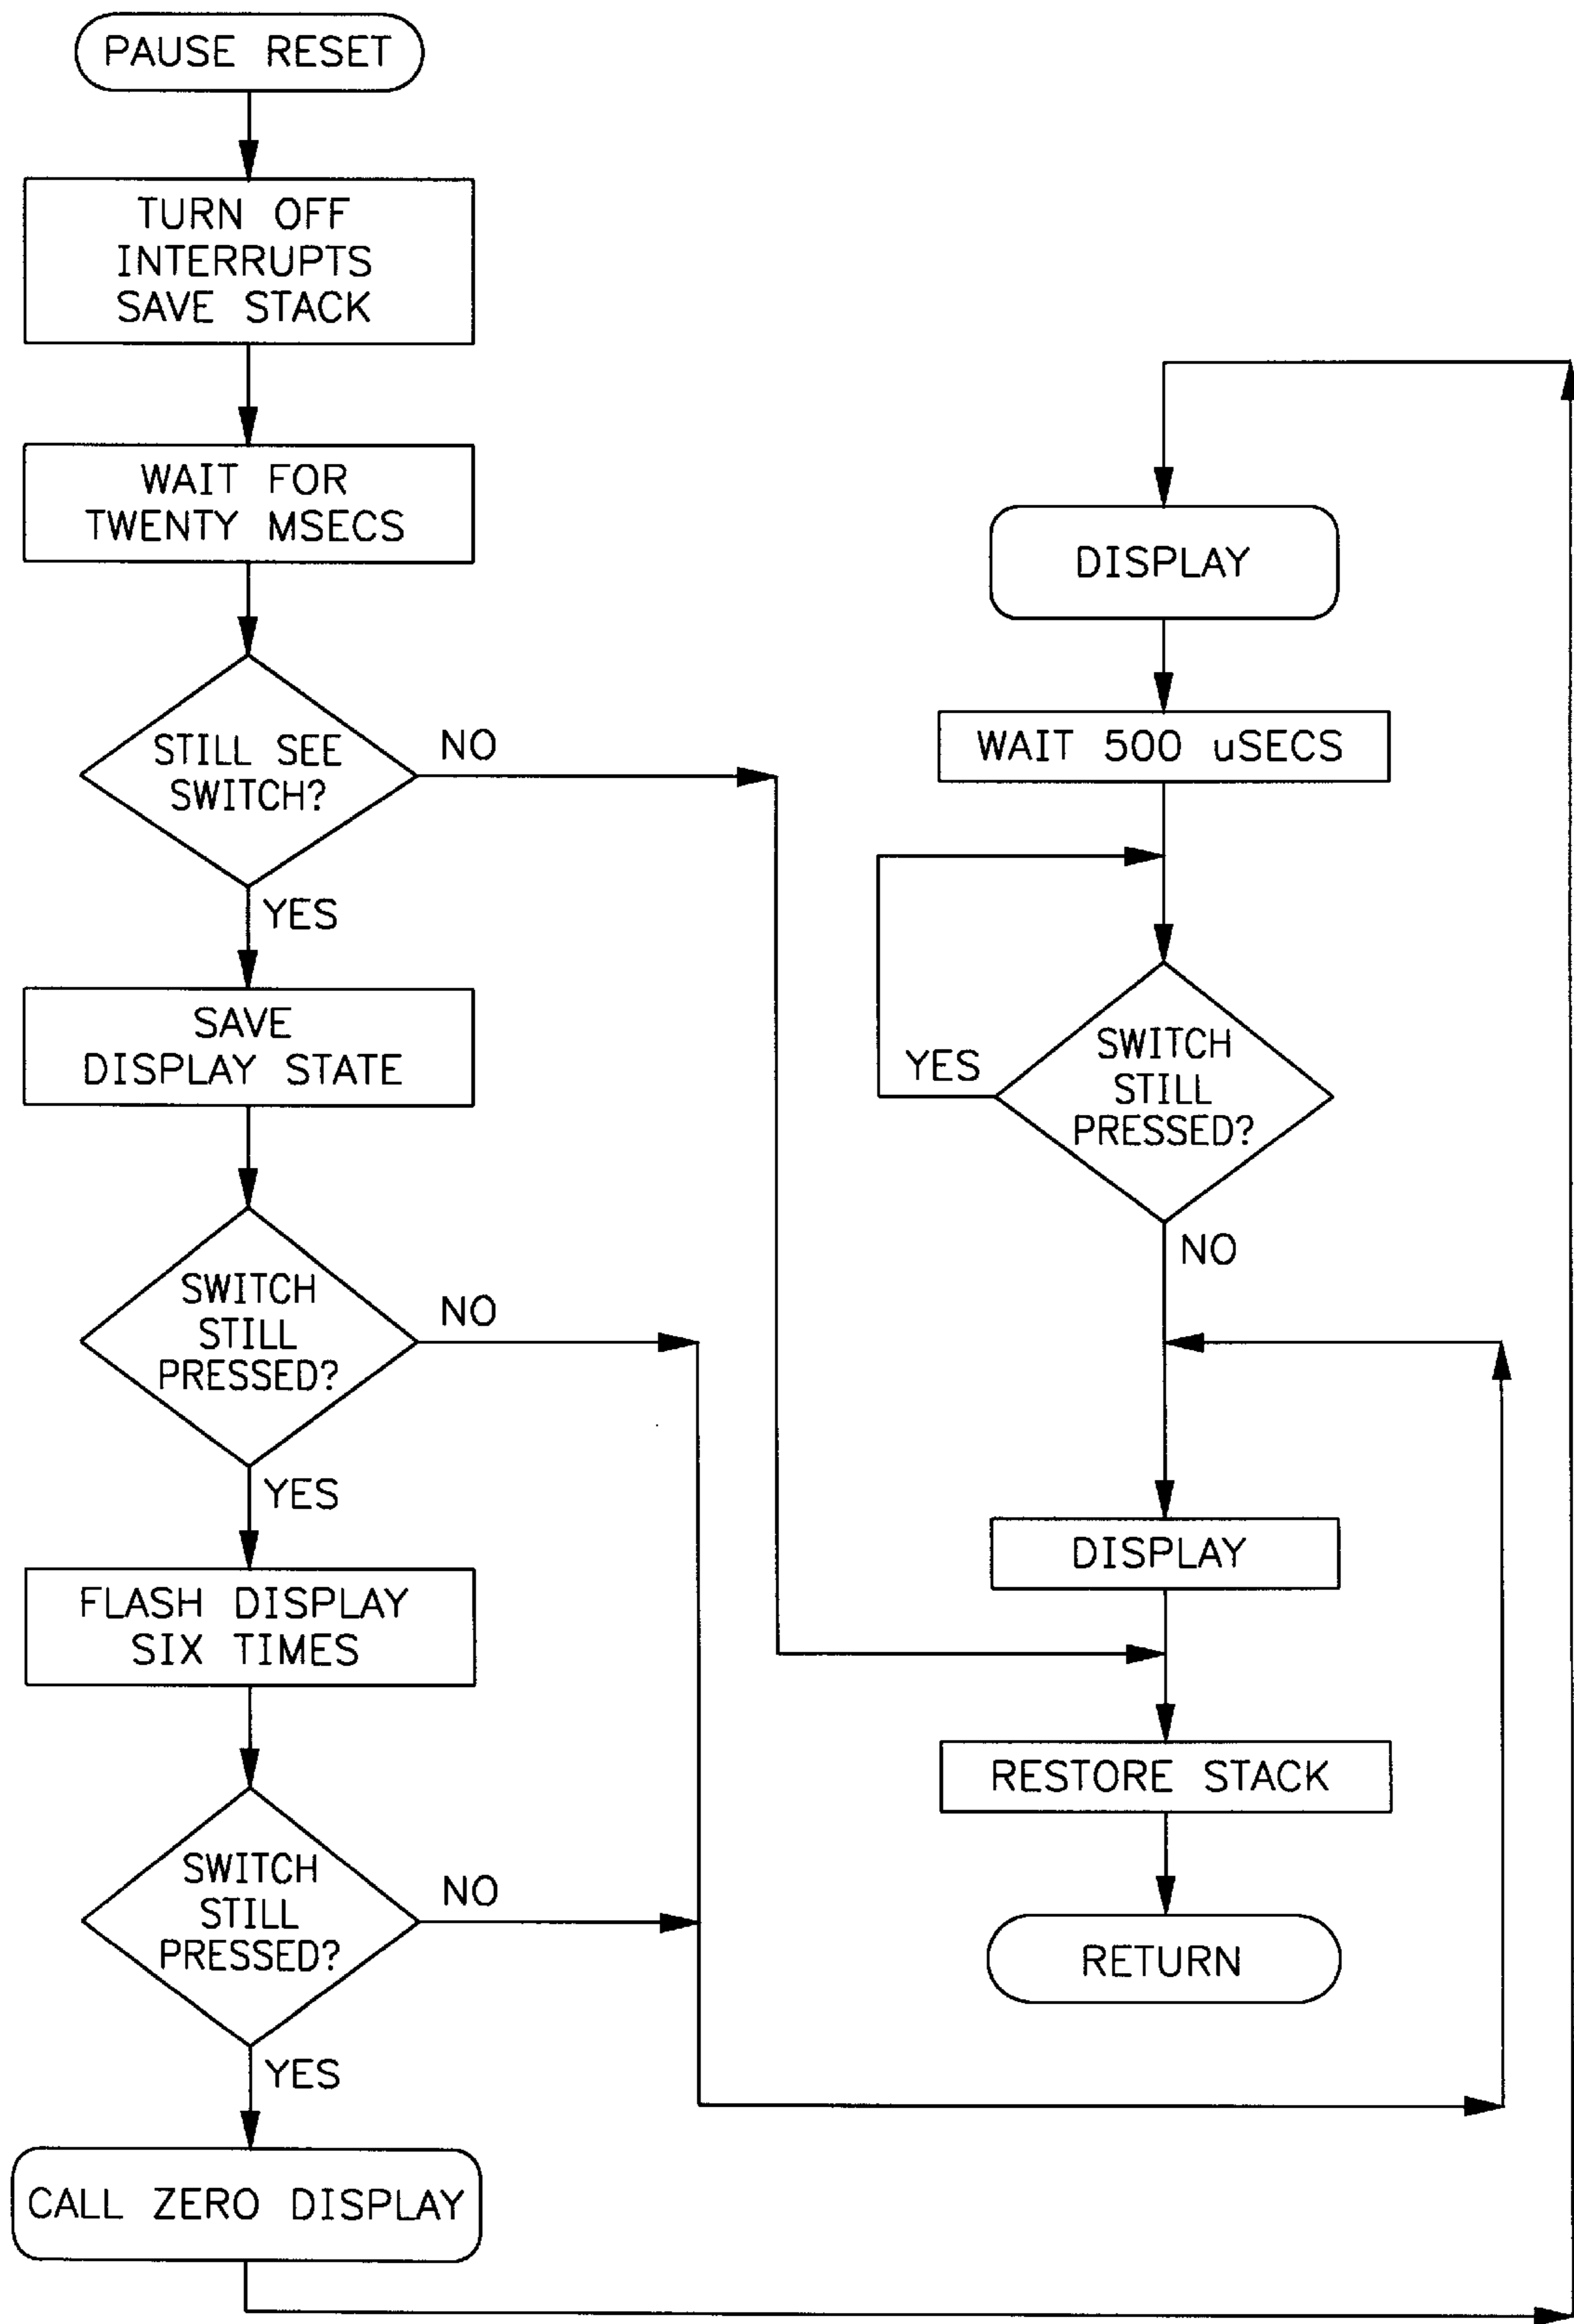 PAUSE RESET
TURN OFF
INTERRUPTS
SAVE STACK
WAIT FOR
TWENTY MSECS
STILL SEE
SWITCH?
NO
YES
SAVE
DISPLAY STATE
SWITCH
STILL
PRESSED?
NO
YES
FLASH DISPLAY
SIX TIMES
SWITCH
STILL
PRESSED?
NO
YES
CALL ZERO DISPLAY
DISPLAY
WAIT 500 uSECS
SWITCH
STILL
PRESSED?
YES
NO
DISPLAY
RESTORE STACK
RETURN